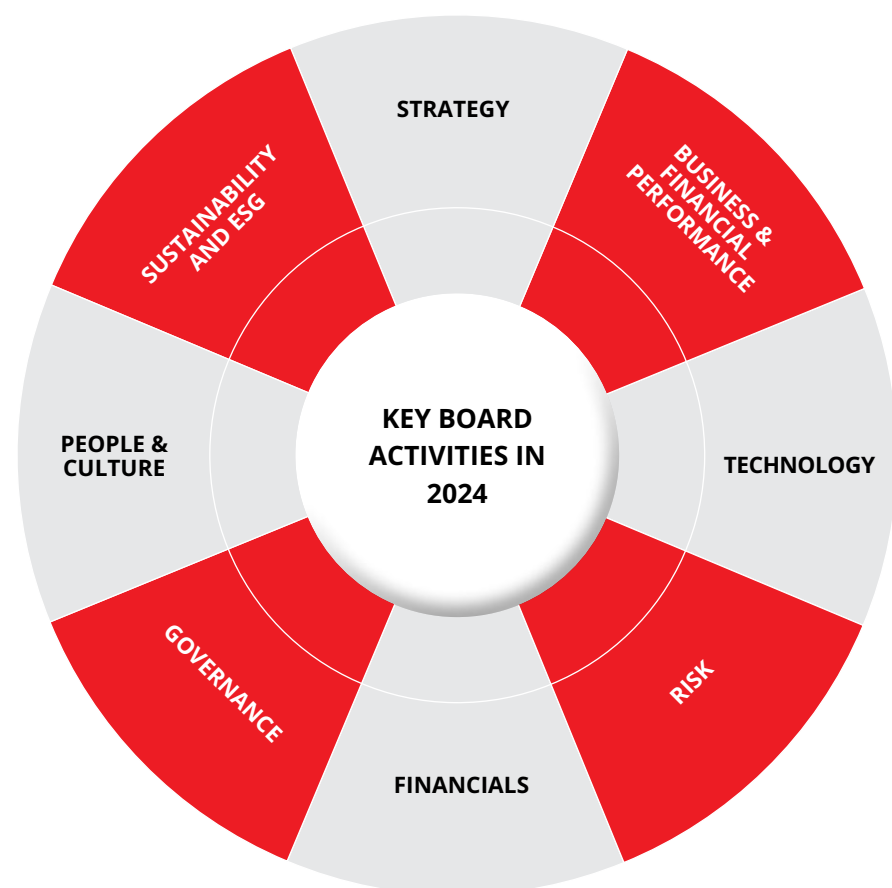 STRATEGY
BUSINESS &
FINANCIAL
PERFORMANCE
TECHNOLOGY
RISK
FINANCIALS
GOVERNANCE
PEOPLE &
CULTURE
SUSTAINABILITY
AND ESG
KEY BOARD
ACTIVITIES IN
2024